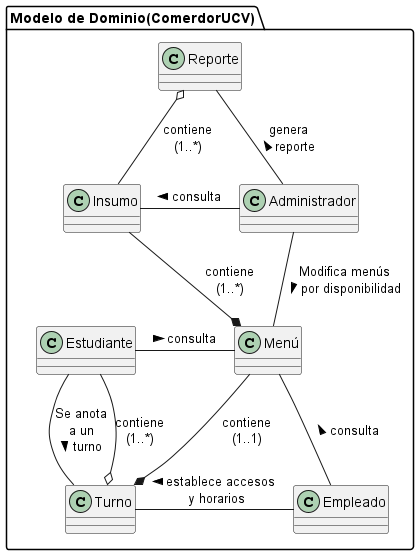 Modelo de Dominio(ComerdorUCV)
C Reporte
contiene
(1..*)
genera
reporte
C Insumo
consulta
C Administrador
contiene
(1..*)
Modifica menús
por disponibilidad
C Estudiante
consulta
C Menú
Se anota
a un
turno
contiene
(1..*)
contiene
(1..1)
consulta
establece accesos
y horarios
C Turno
C Empleado